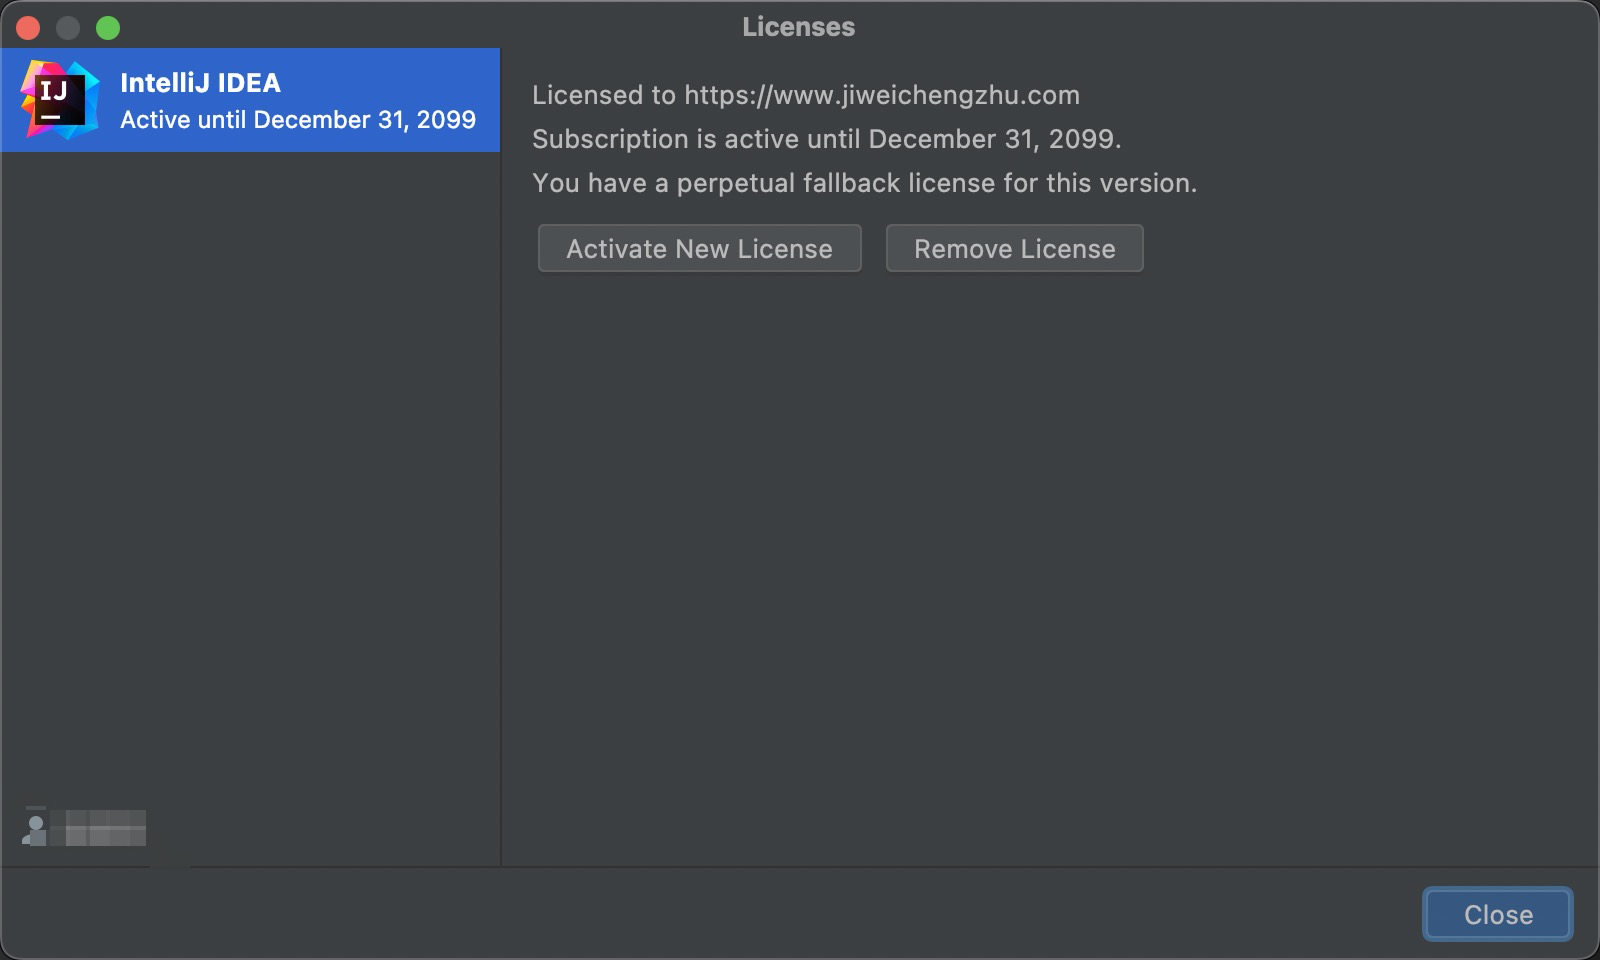 Licenses
IJ
IntelliJ IDEA
Active until December 31, 2099
Licensed to https://www.jiweichengzhu.com
Subscription is active until December 31, 2099.
You have a perpetual fallback license for this version.
Activate New License
Remove License
Close